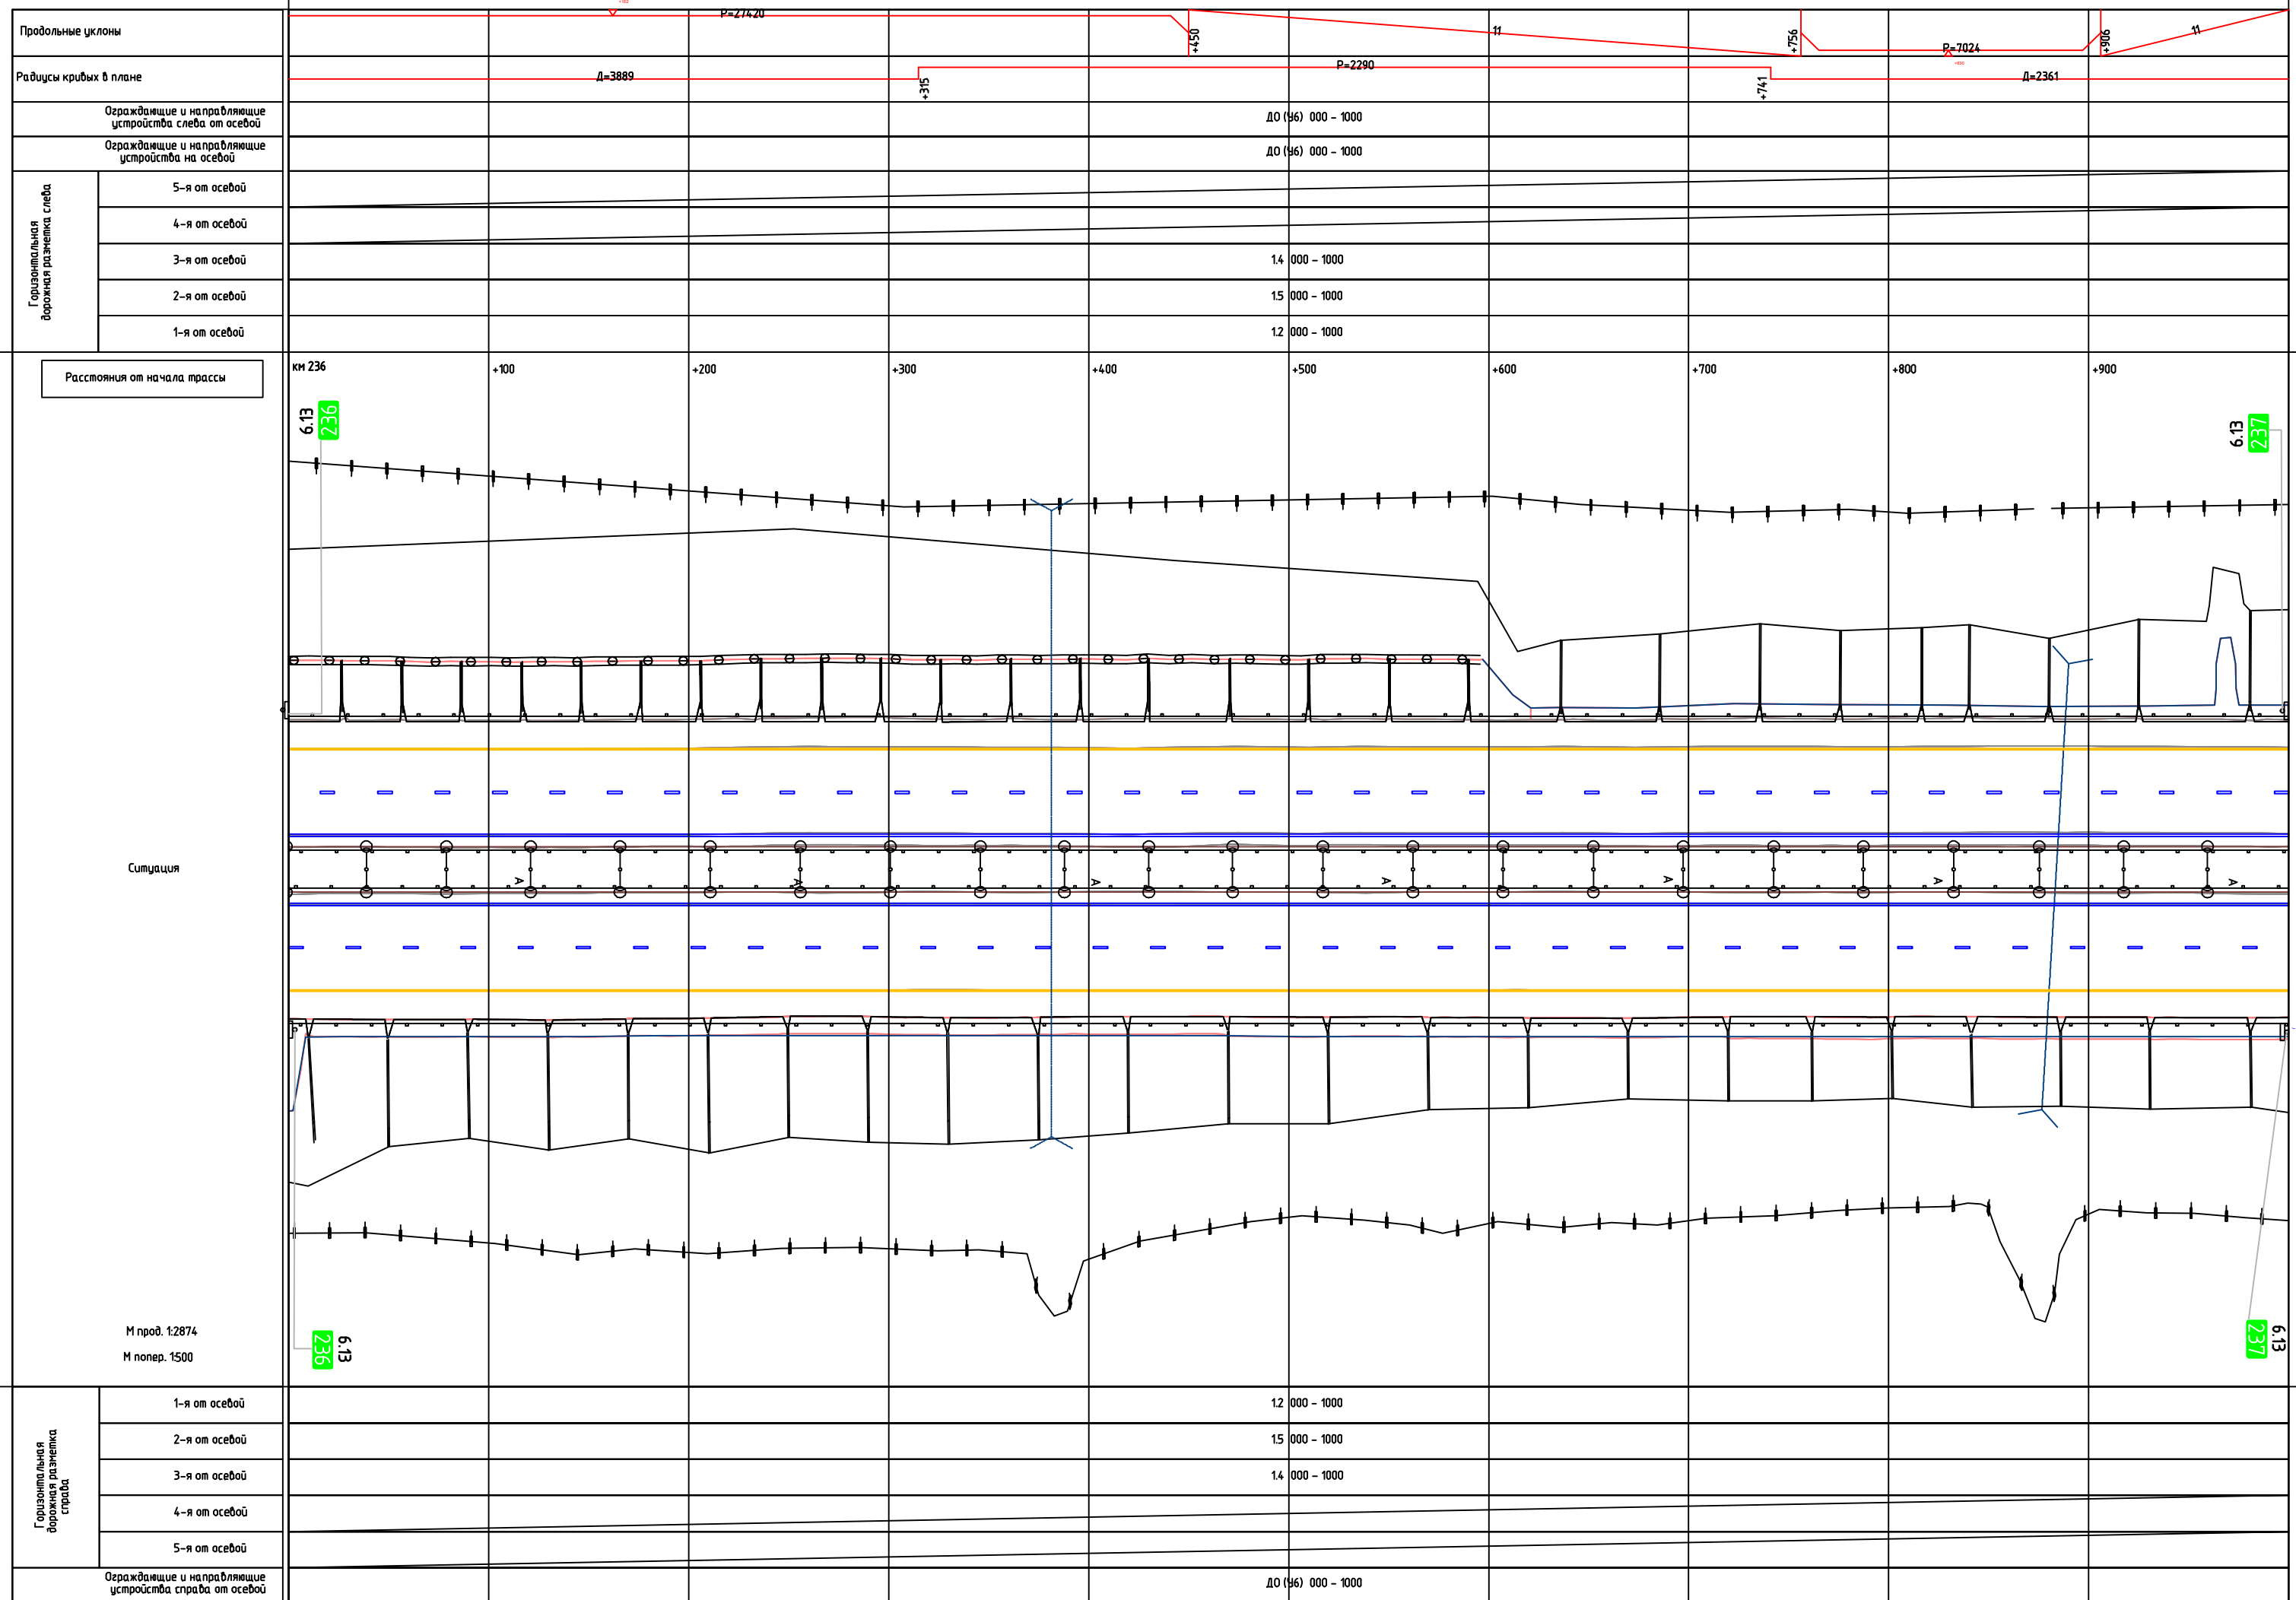 Продольные уклоны
Р=27420
+450
11
+756
Р=7024
+906
11
Радиусы кривых в плане
Д=3889
+315
Р=2290
+741
Д=2361
Ограждающие и направляющие
устройства слева от осевой
ДО (У6) 000 - 1000
Ограждающие и направляющие
устройства на осевой
ДО (У6) 000 - 1000
Горизонтальная
дорожная разметка слева
5-я от осевой
4-я от осевой
3-я от осевой
1.4 000 - 1000
2-я от осевой
1.5 000 - 1000
1-я от осевой
1.2 000 - 1000
Расстояния от начала трассы
км 236
+100
+200
+300
+400
+500
+600
+700
+800
+900
6.13
236
6.13
237
Ситуация
А
А
А
А
А
А
А
М прод. 1:2874
М попер. 1:500
236
6.13
237
6.13
Горизонтальная
дорожная разметка
справа
1-я от осевой
1.2 000 - 1000
2-я от осевой
1.5 000 - 1000
3-я от осевой
1.4 000 - 1000
4-я от осевой
5-я от осевой
Ограждающие и направляющие
устройства справа от осевой
ДО (У6) 000 - 1000